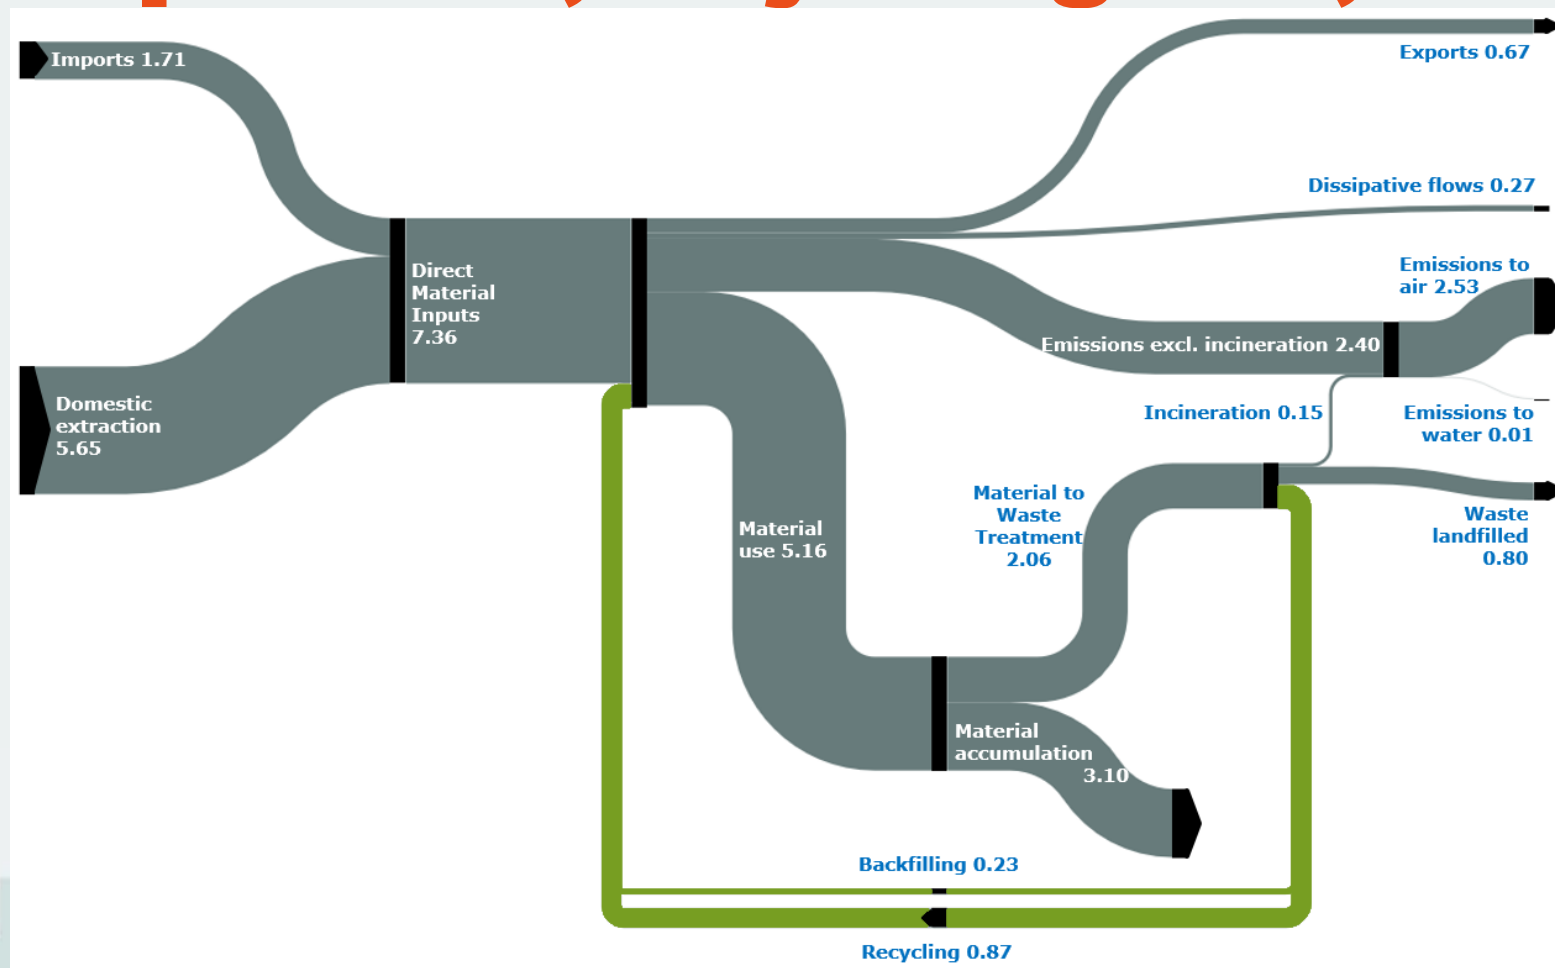 Imports 1.71
Exports 0.67
Dissipative flows 0.27
Direct
Material
Inputs
7.36
Emissions to
air 2.53
Emissions excl. incineration 2.40
Domestic
extraction
5.65
Incineration 0.15
Emissions to
water 0.01
Material to
Waste
Treatment
2.06
Material
use 5.16
Waste
landfilled
0.80
Material
accumulation
3.10
Backfilling 0.23
Recycling 0.87